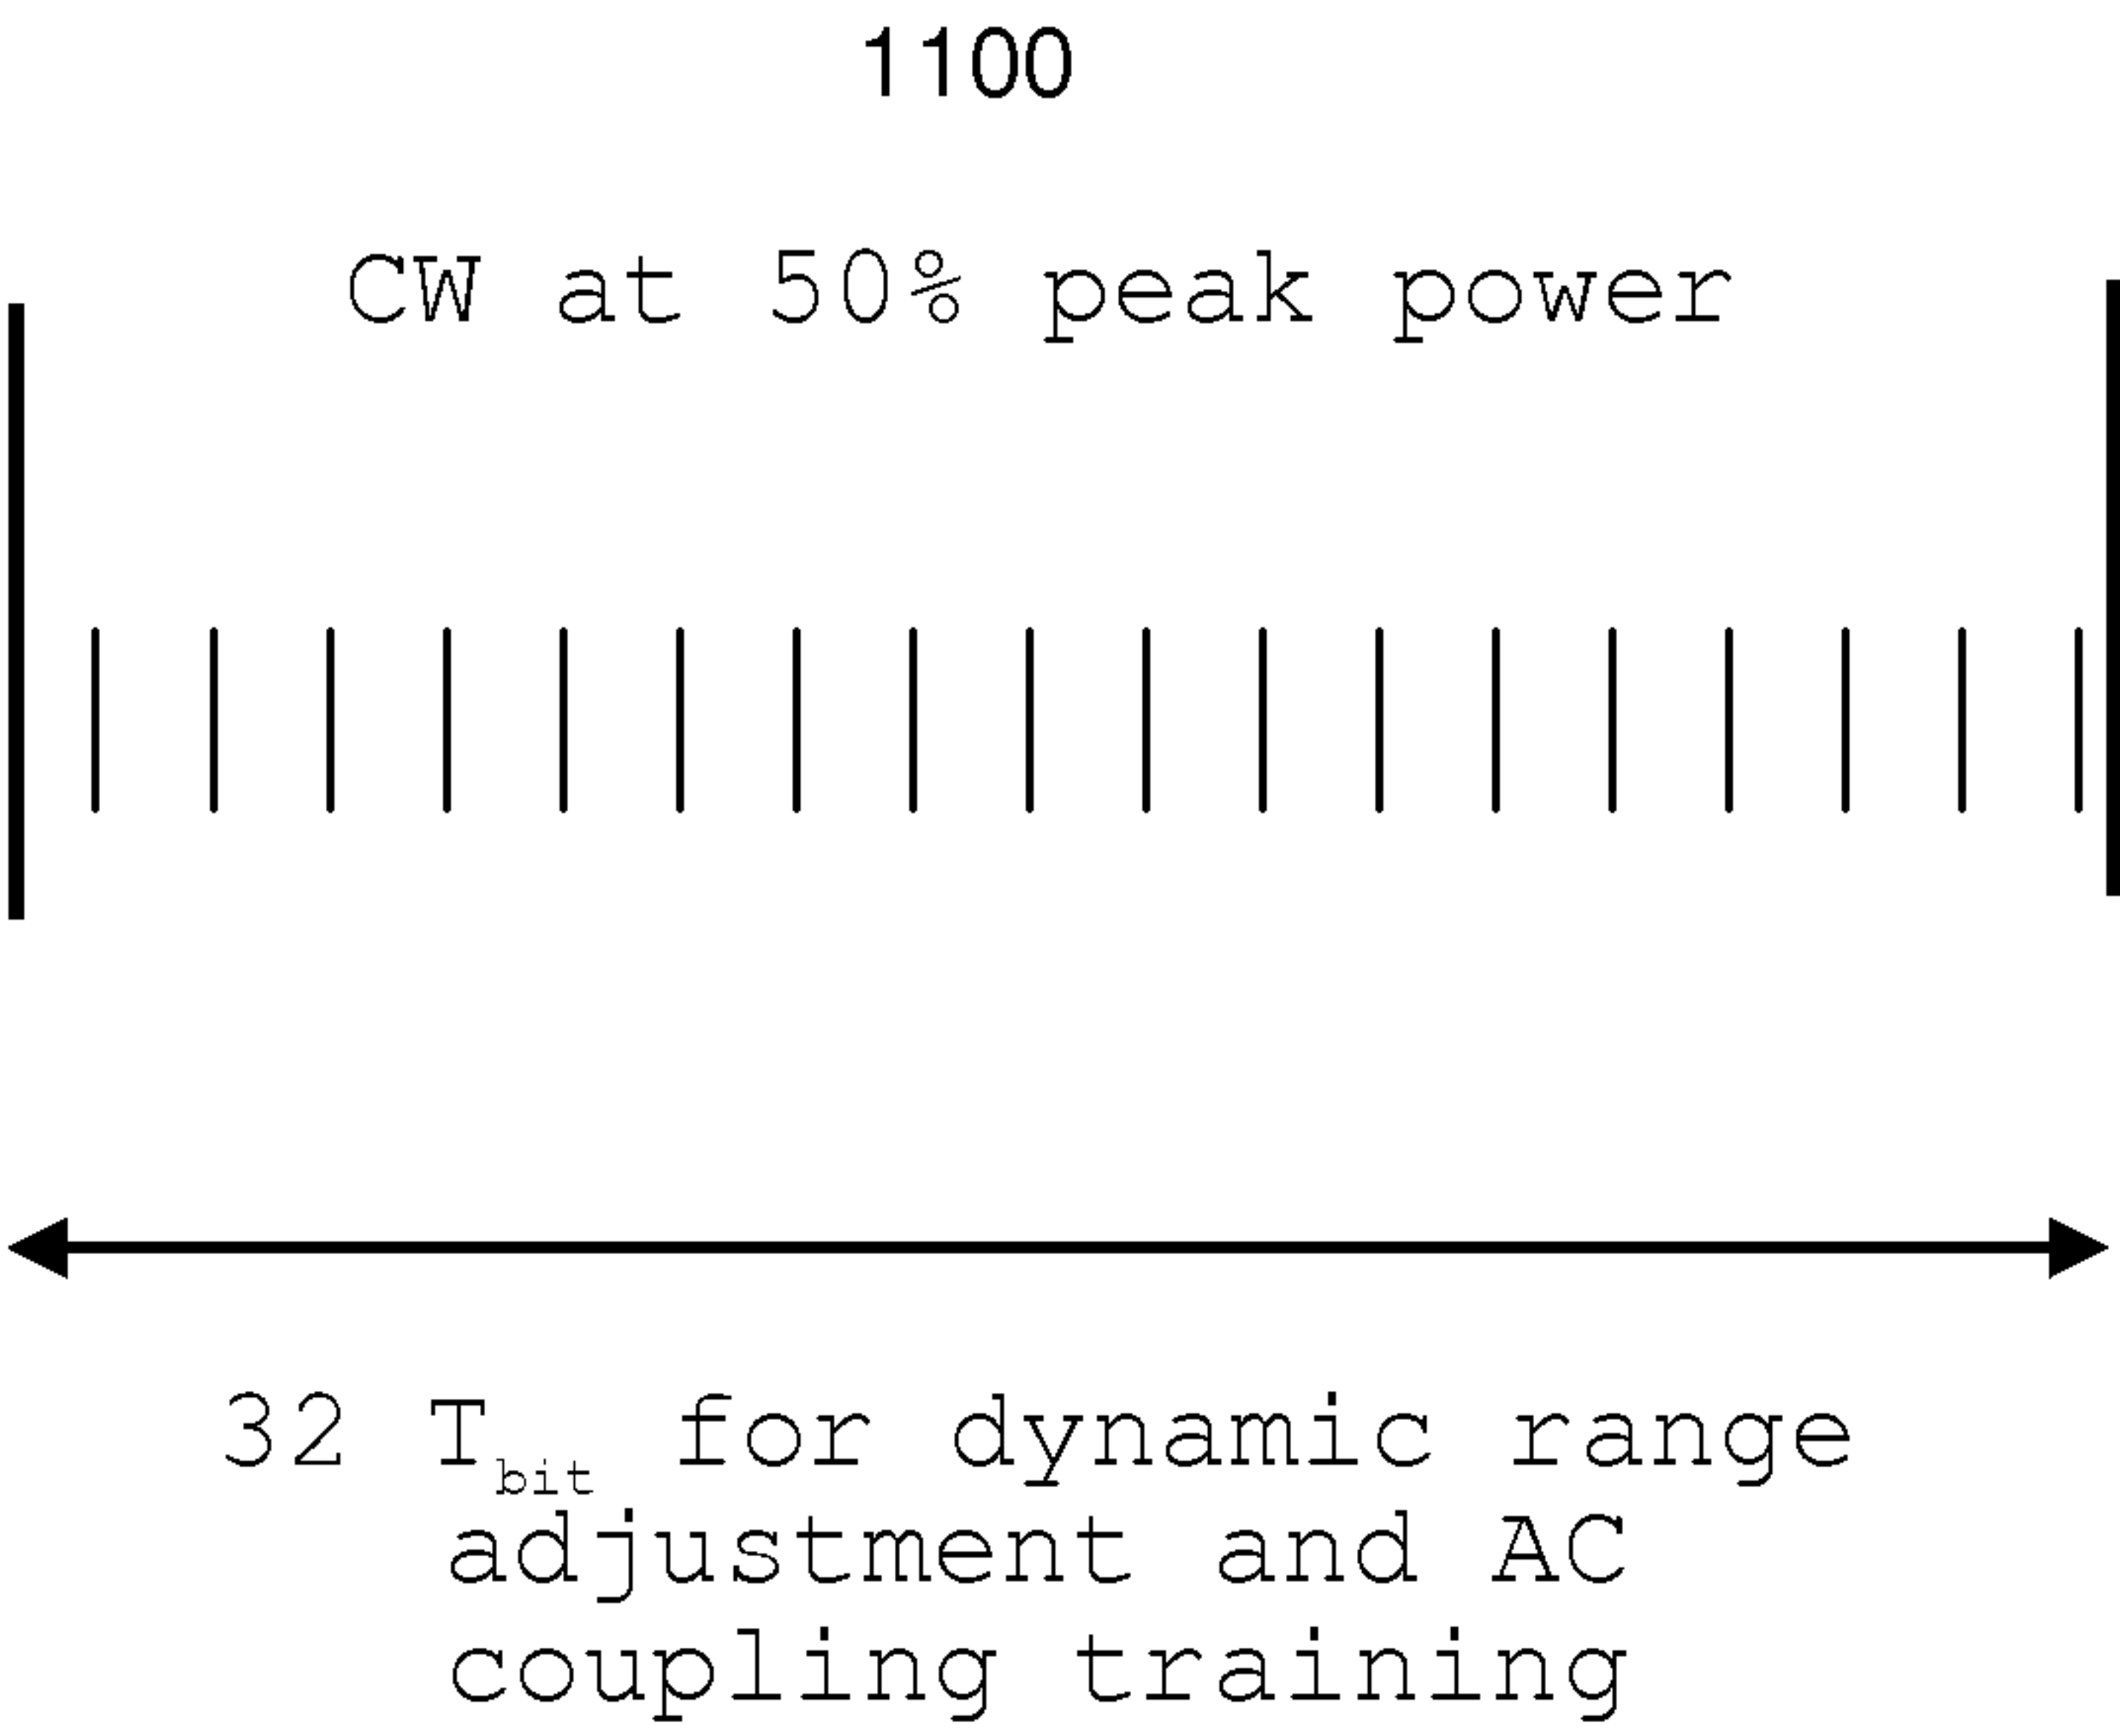 1100
CW at 50% peak power
32 Tbit for dynamic range
adjustment and AC
coupling training